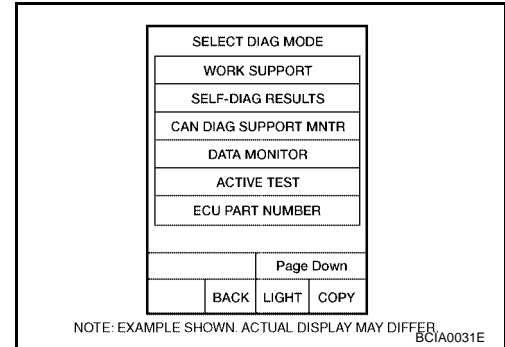 SELECT DIAG MODE
WORK SUPPORT
SELF-DIAG RESULTS
CAN DIAG SUPPORT MNTR
DATA MONITOR
ACTIVE TEST
ECU PART NUMBER
Page Down
BACK LIGHT COPY
NOTE: EXAMPLE SHOWN. ACTUAL DISPLAY MAY DIFFER.
BCIA0031E